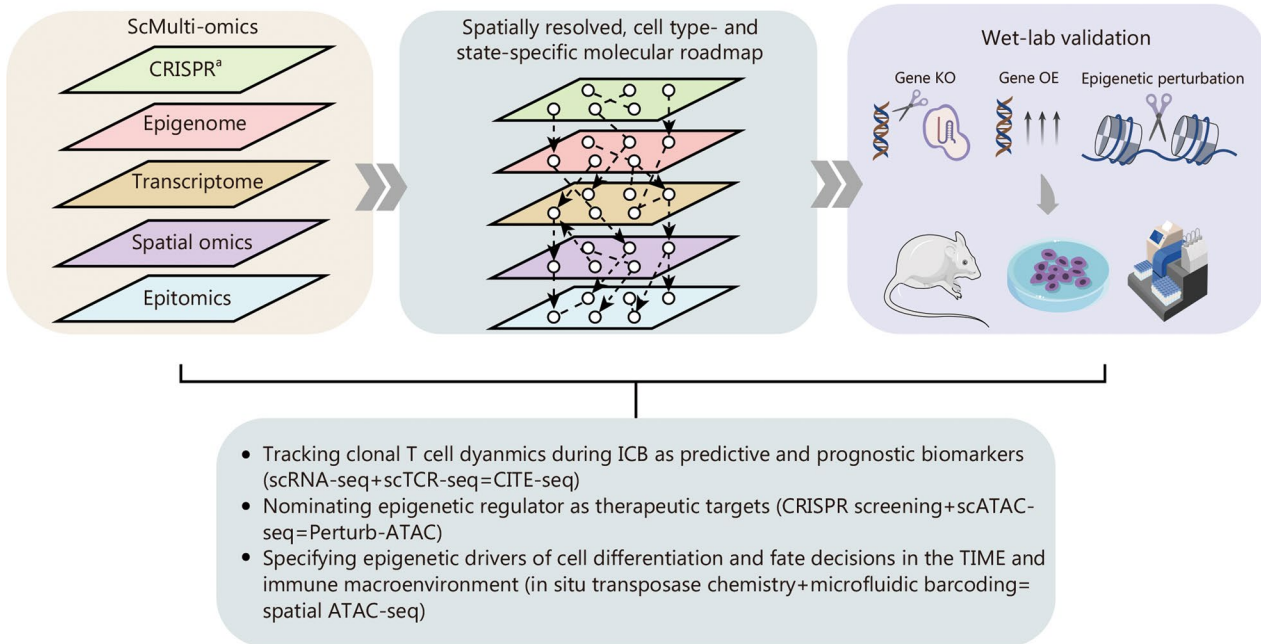 ScMulti-omics
CRISPRᵃ
Epigenome
Transcriptome
Spatial omics
Epitomics
Spatially resolved, cell type- and
state-specific molecular roadmap
Wet-lab validation
Gene KO
Gene OE
Epigenetic perturbation
• Tracking clonal T cell dyanmics during ICB as predictive and prognostic biomarkers
(scRNA-seq+scTCR-seq=CITE-seq)
• Nominating epigenetic regulator as therapeutic targets (CRISPR screening+scATAC-
seq=Perturb-ATAC)
• Specifying epigenetic drivers of cell differentiation and fate decisions in the TIME and
immune macroenvironment (in situ transposase chemistry+microfluidic barcoding=
spatial ATAC-seq)